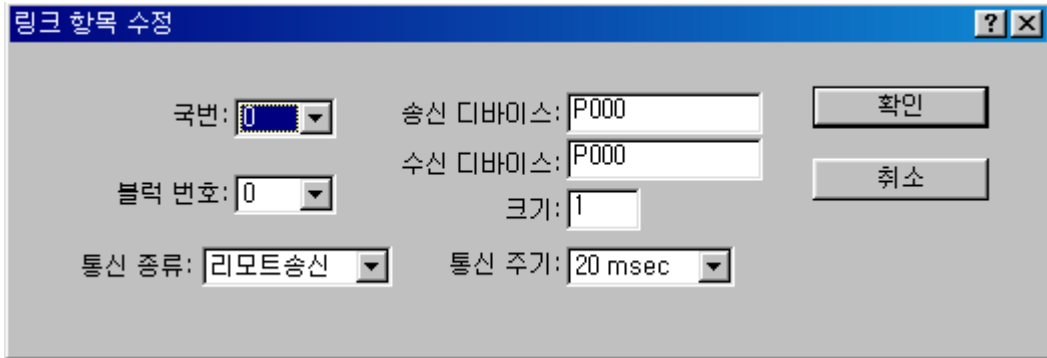 링크 항목 수정
국번: 0
송신 디바이스: P000
확인
수신 디바이스: P000
취소
블럭 번호: 0
크기: 1
통신 종류: 리모트송신
통신 주기: 20 msec